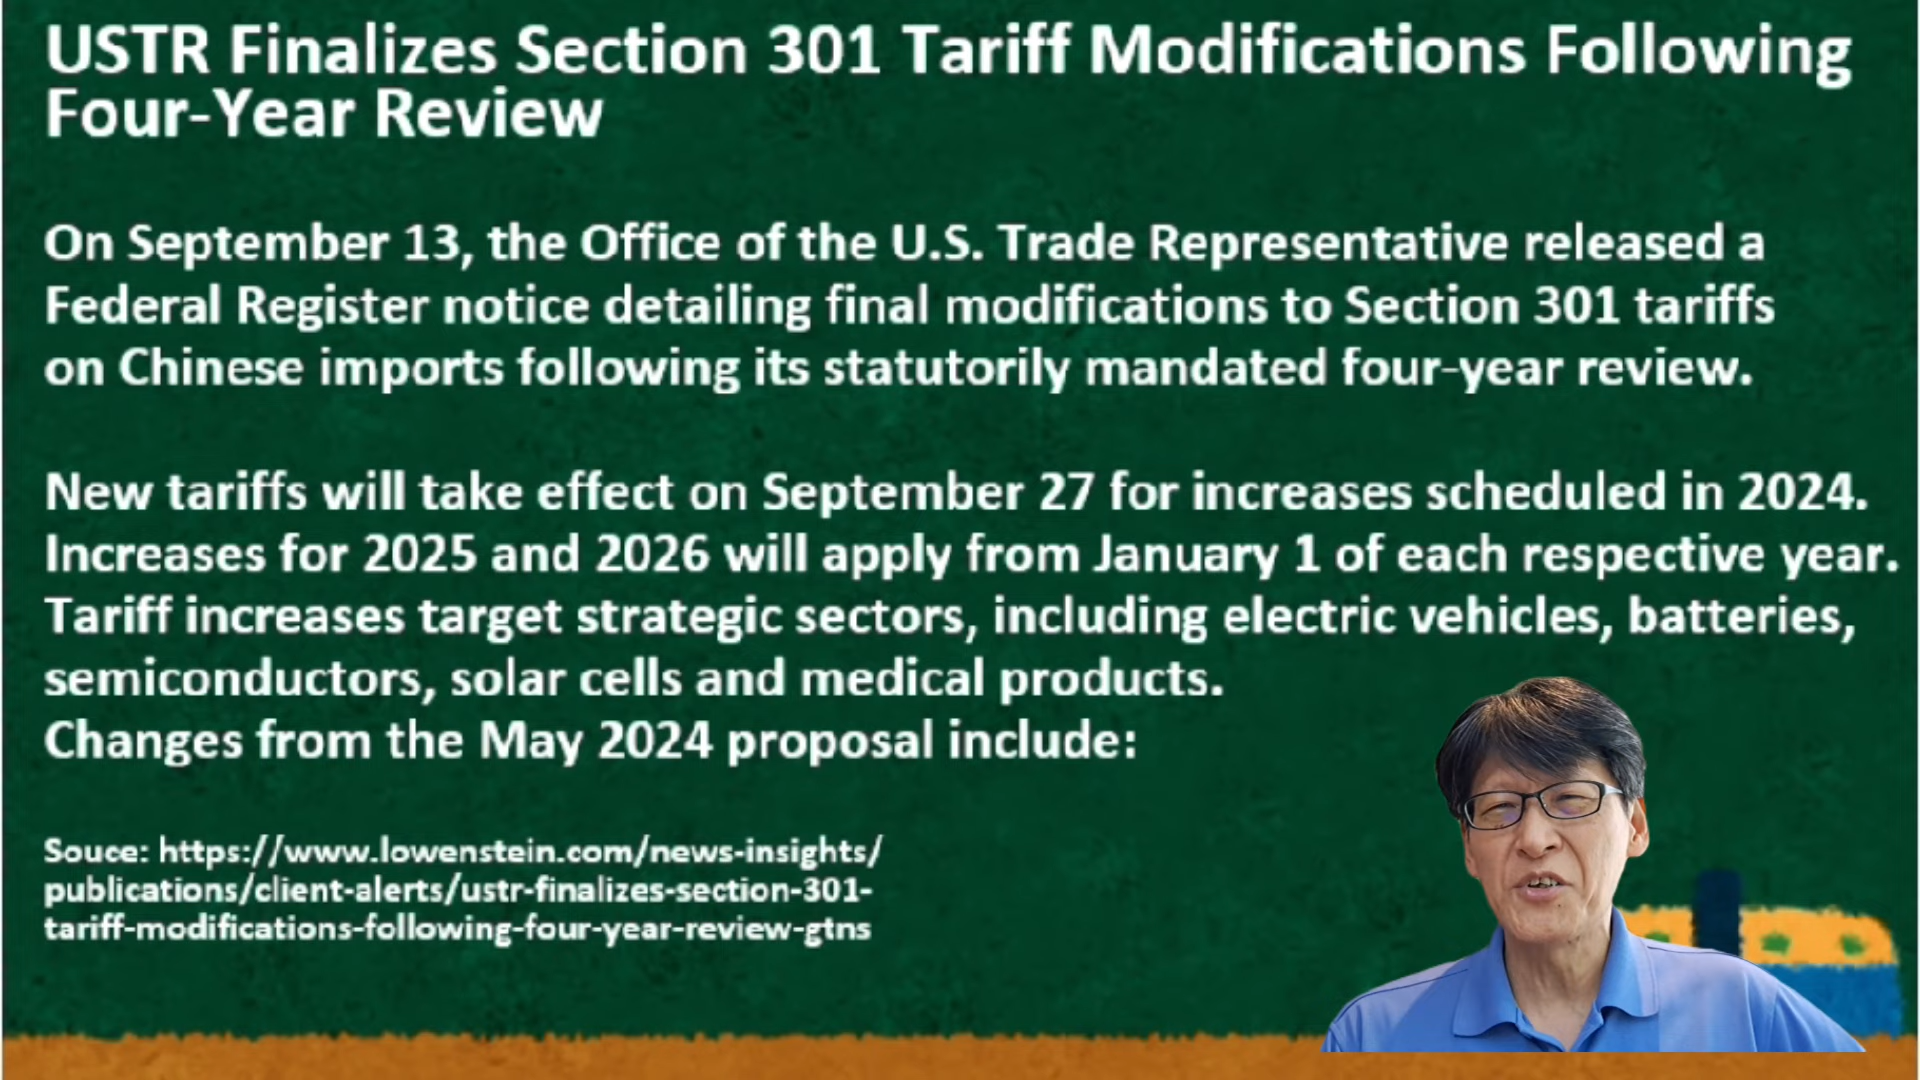 USTR Finalizes Section 301 Tariff Modifications Following
Four-Year Review
On September 13, the Office of the U.S. Trade Representative released a
Federal Register notice detailing final modifications to Section 301 tariffs
on Chinese imports following its statutorily mandated four-year review.
New tariffs will take effect on September 27 for increases scheduled in 2024.
Increases for 2025 and 2026 will apply from January 1 of each respective year.
Tariff increases target strategic sectors, including electric vehicles, batteries,
semiconductors, solar cells and medical products.
Changes from the May 2024 proposal include:
Souce: https://www.lowenstein.com/news-insights/
publications/client-alerts/ustr-finalizes-section-301-
tariff-modifications-following-four-year-review-gtns